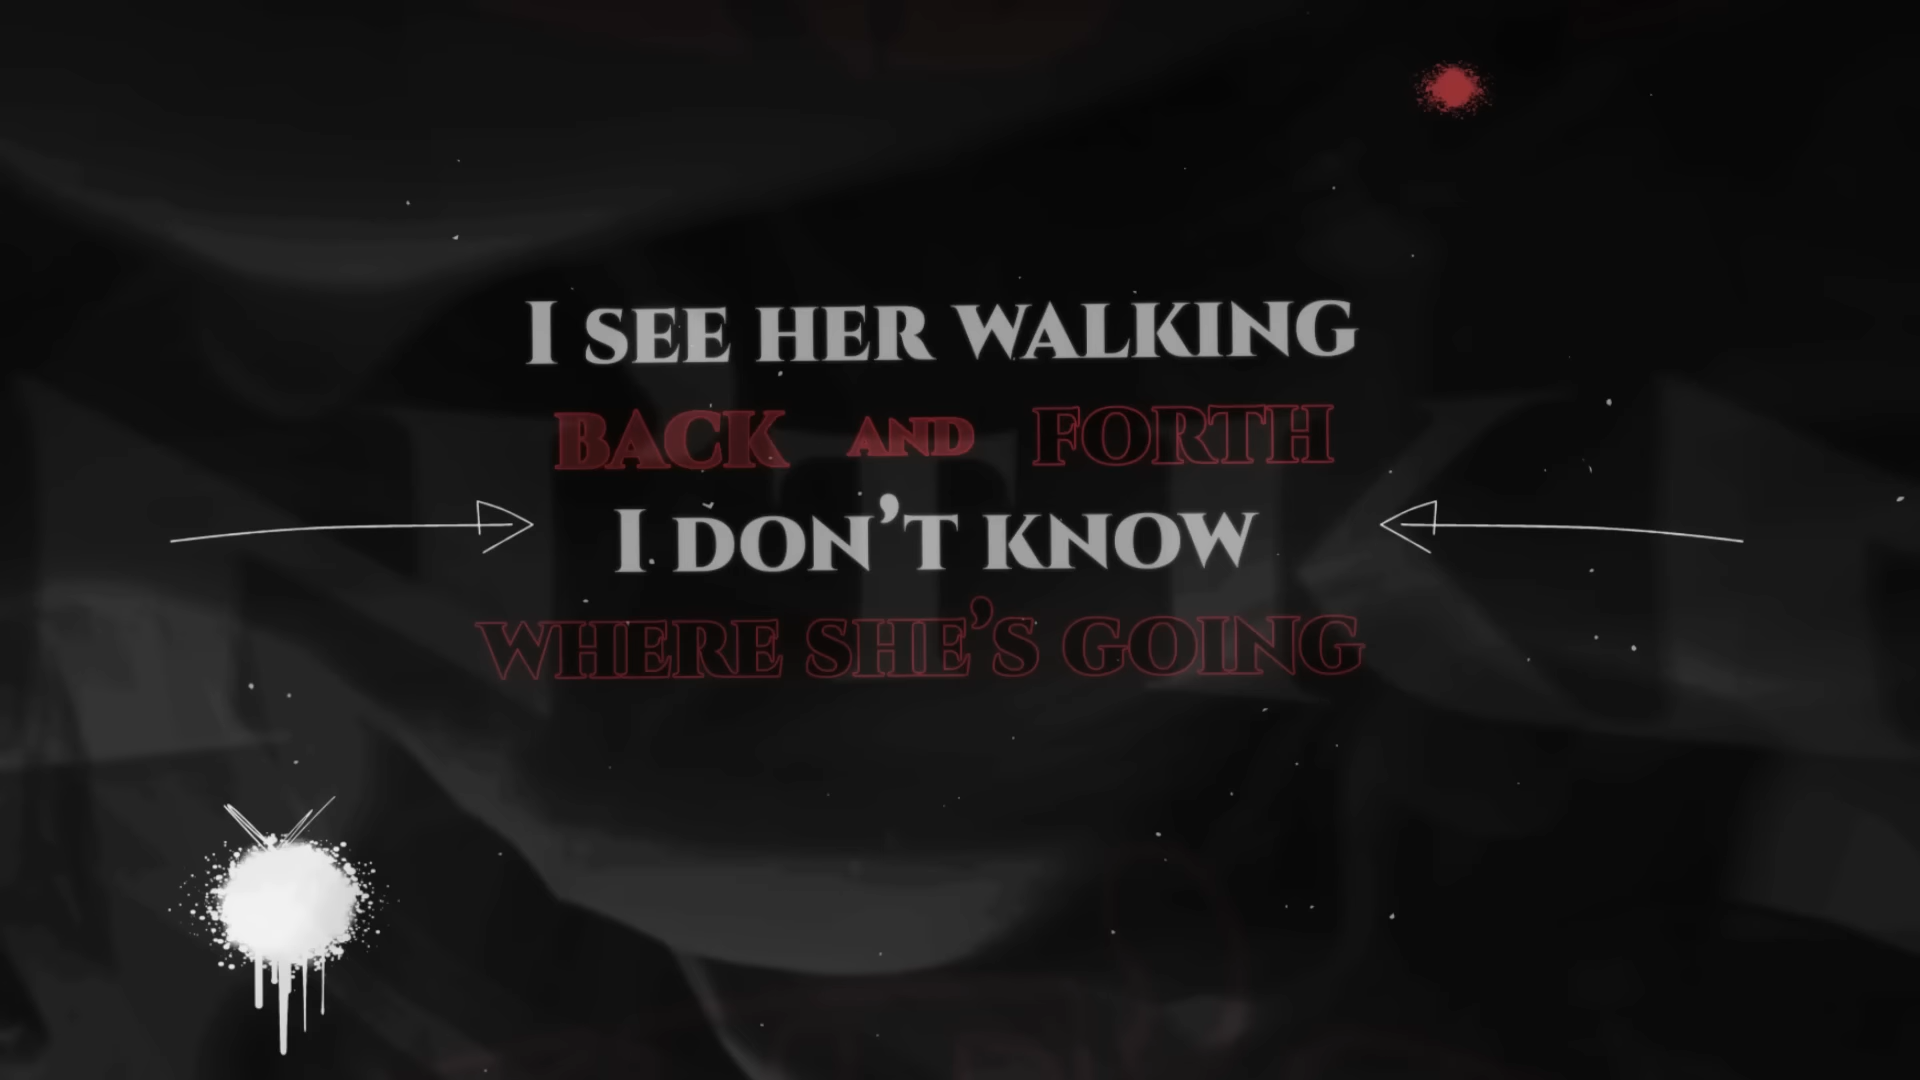 I SEE HER WALKING
BACK AND FORTH
I DON'T KNOW
WHERE SHE'S GOING